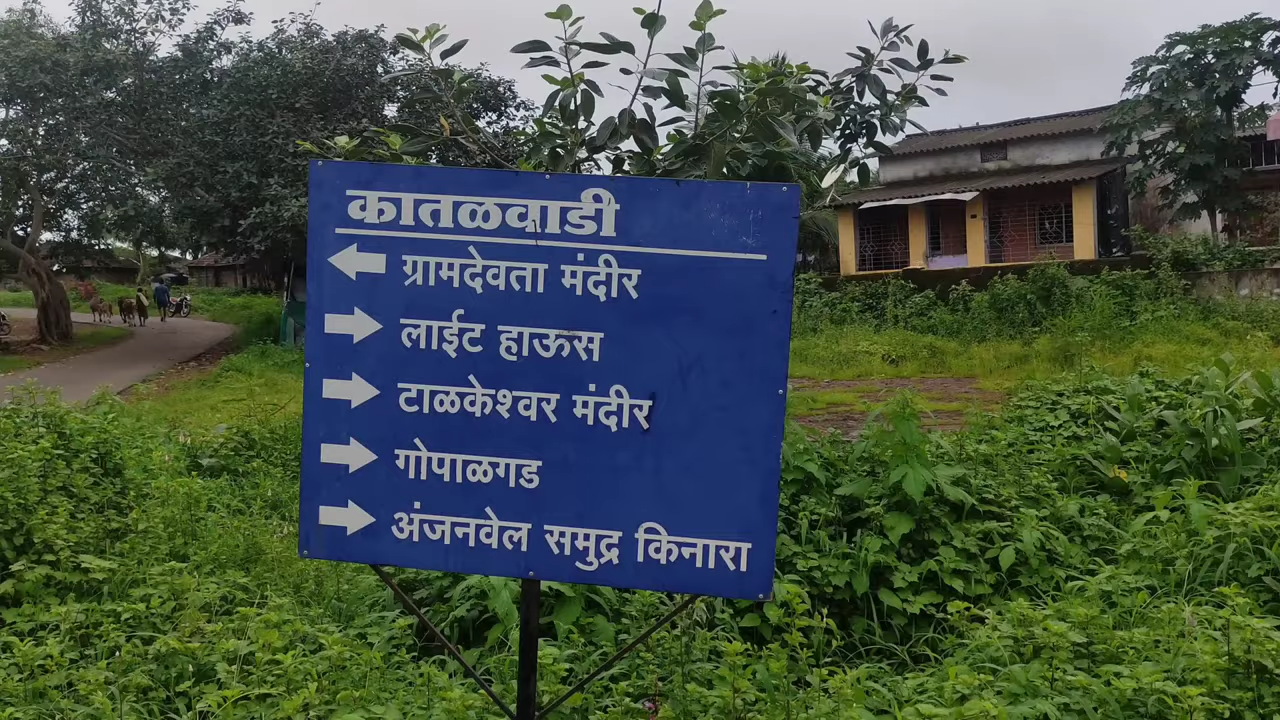 कातळवाडी
ग्रामदेवता मंदीर
लाईट हाऊस
टाळकेश्वर मंदीर
गोपाळगड
अंजनवेल समुद्र किनारा